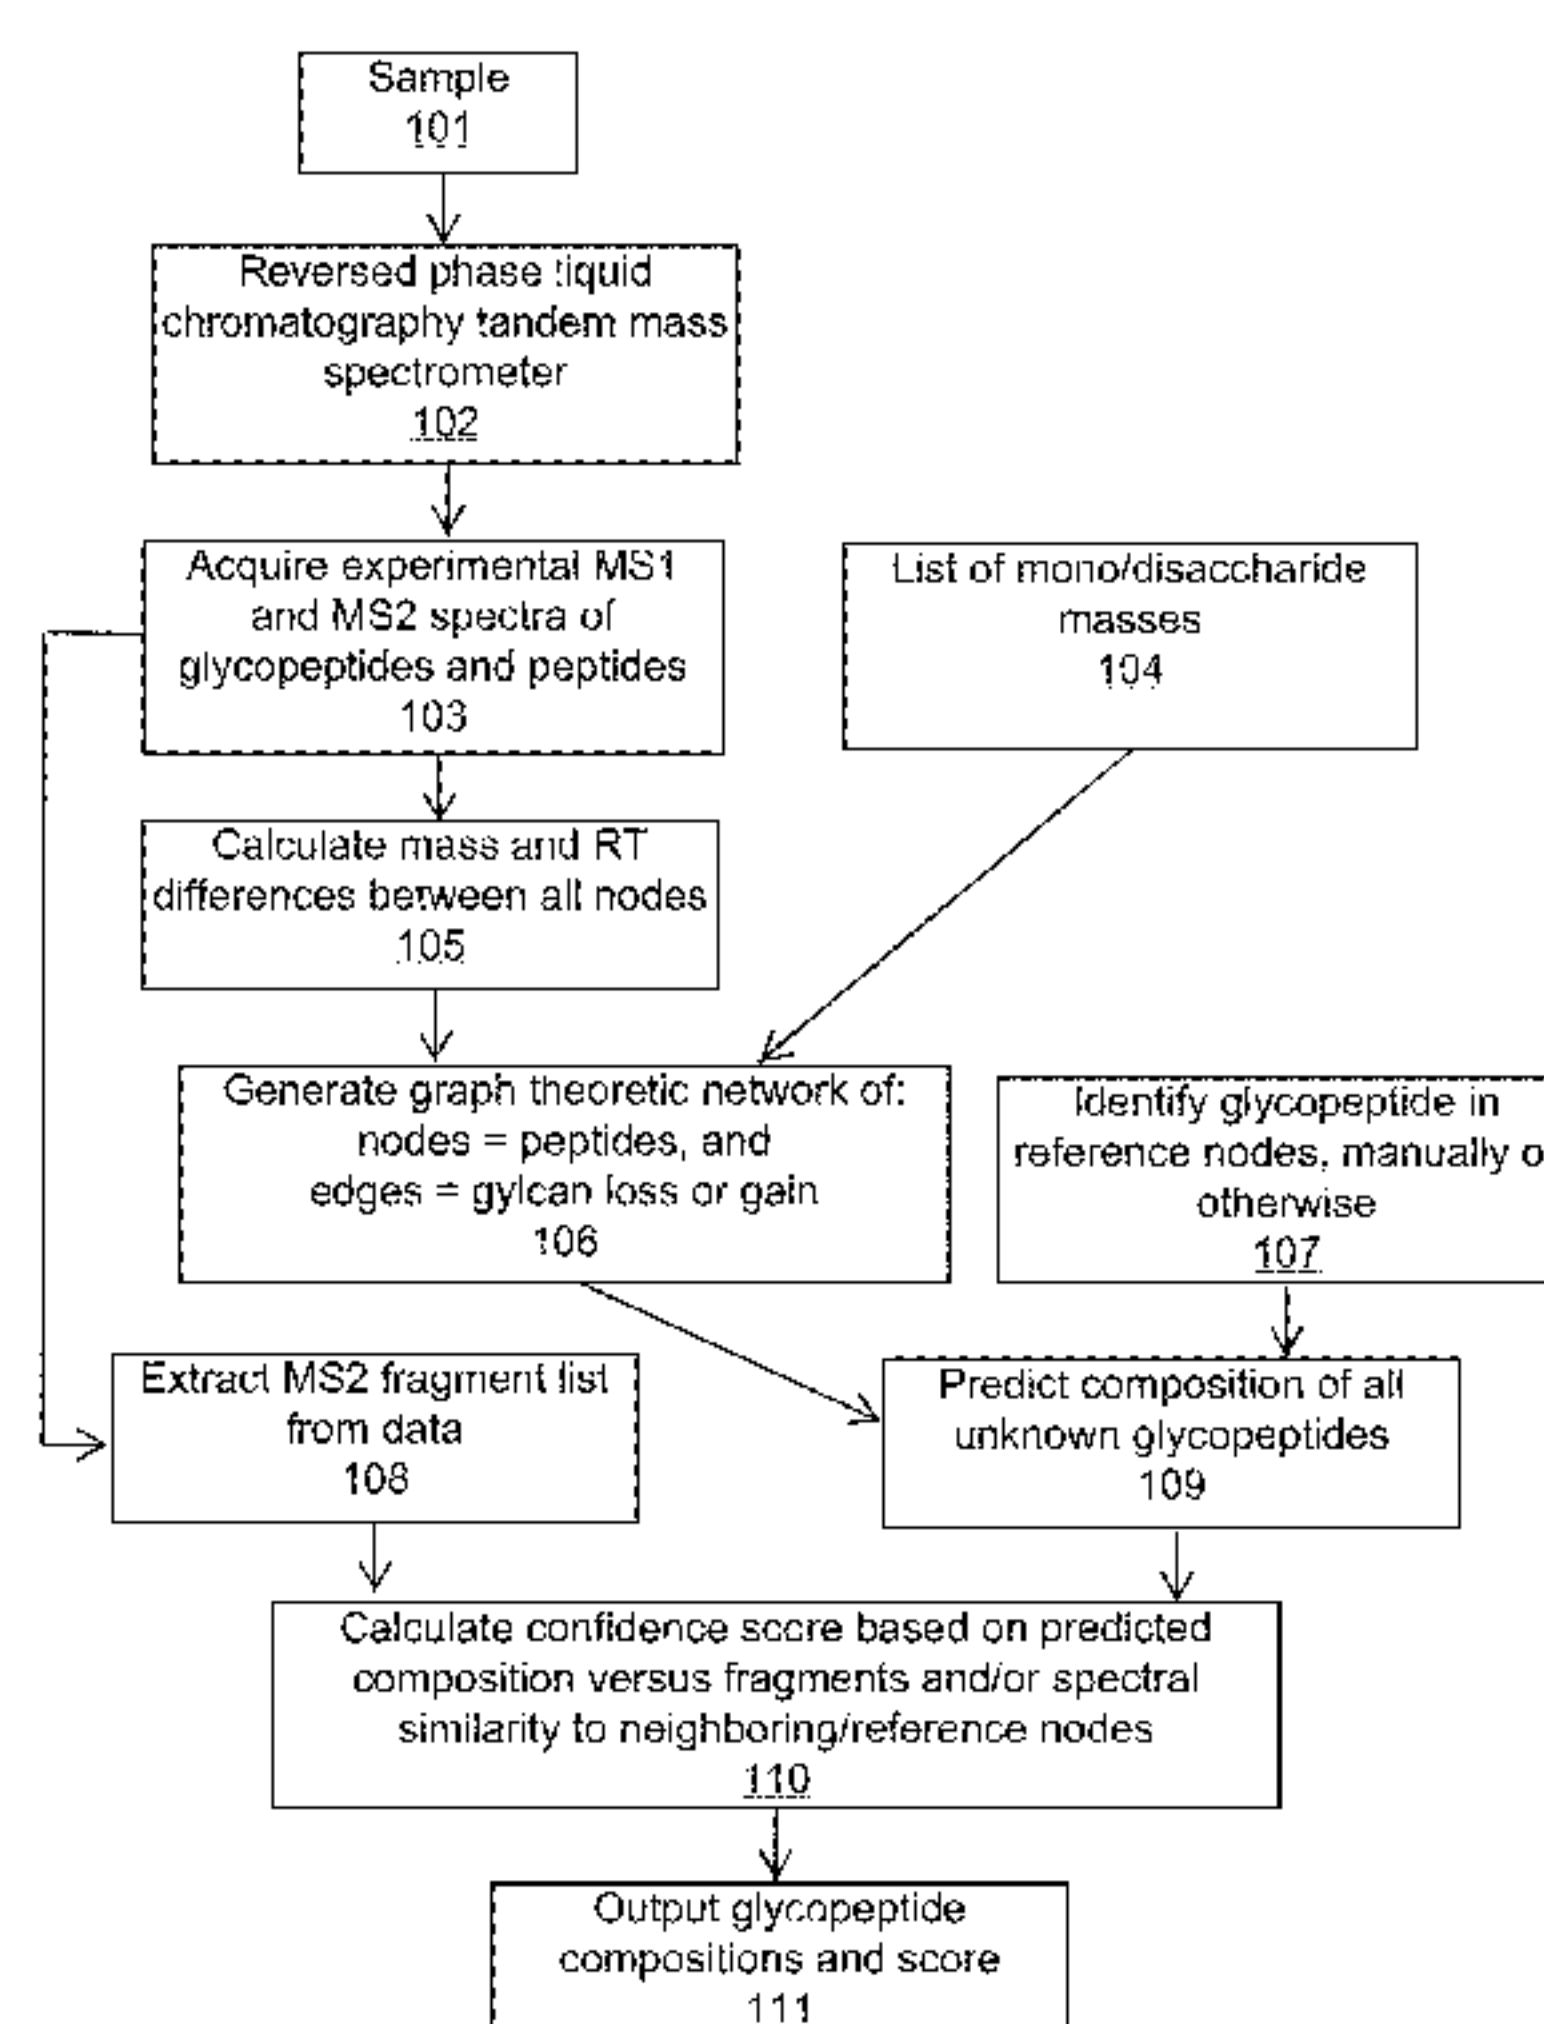 Sample
101
Reversed phase liquid
chromatography tandem mass
spectrometer
102
Acquire experimental MS1
and MS2 spectra of
glycopeptides and peptides
103
List of mono/disaccharide
masses
104
Calculate mass and RT
differences between all nodes
105
Generate graph theoretic network of:
nodes = peptides, and
edges = gylcan loss or gain
106
Identify glycopeptide in
reference nodes, manually o
otherwise
107
Extract MS2 fragment list
from data
108
Predict composition of all
unknown glycopeptides
109
Calculate confidence score based on predicted
composition versus fragments and/or spectral
similarity to neighboring/reference nodes
110
Output glycopeptide
compositions and score
111